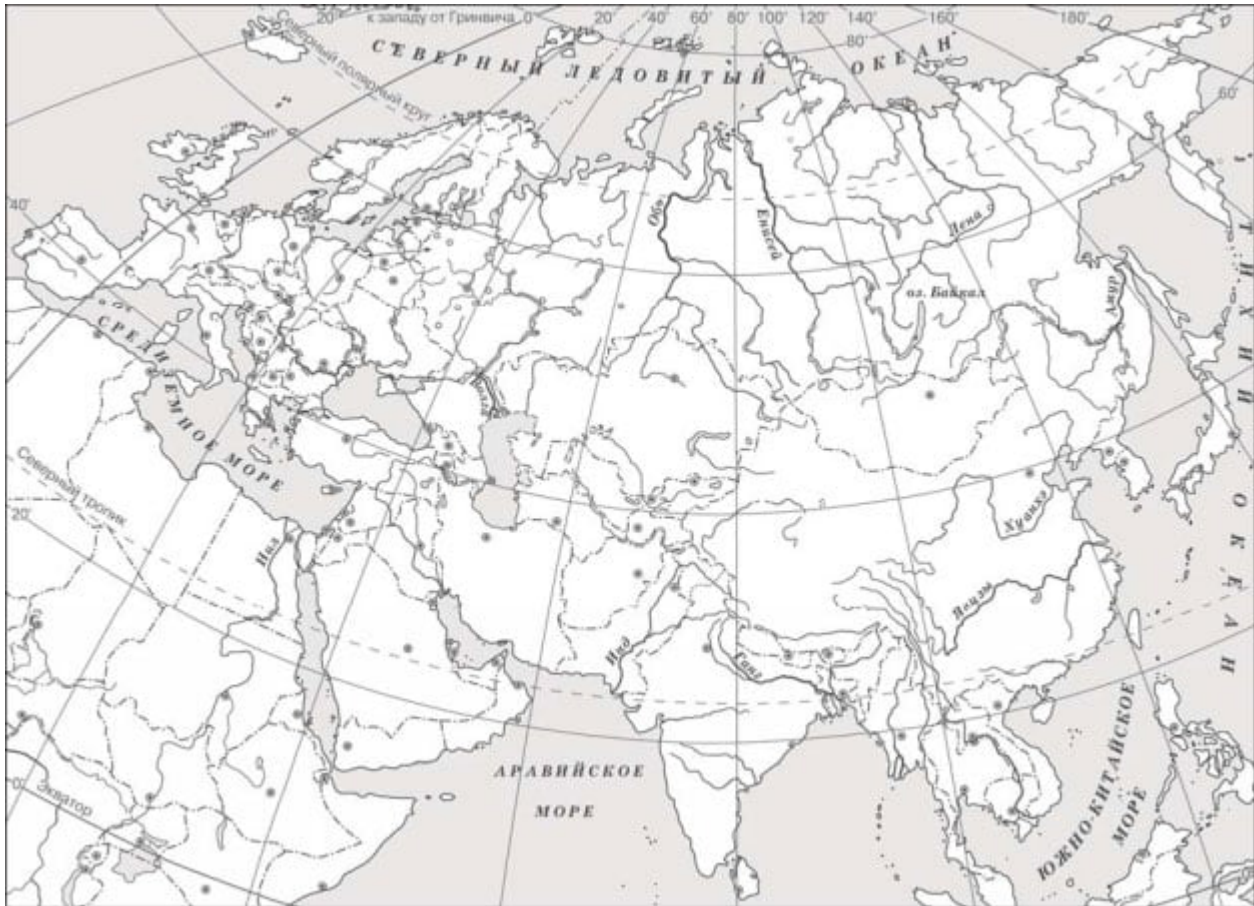 20°
к западу от Гринвича
0°
20°
40°
60°
80°
100°
120°
140°
160°
180°
80°
60°
СЕВЕРНЫЙ ЛЕДОВИТЫЙ ОКЕАН
Северный полярный круг
40°
Обь
Енисей
Лена
оз. Байкал
Амур
ТИХИЙ ОКЕАН
СРЕДИЗЕМНОЕ МОРЕ
Волга
Северный тропик
20°
Нил
Хуанхэ
Янцзы
Инд
Ганг
АРАВИЙСКОЕ
МОРЕ
ЮЖНО-КИТАЙСКОЕ
МОРЕ
0°
Экватор